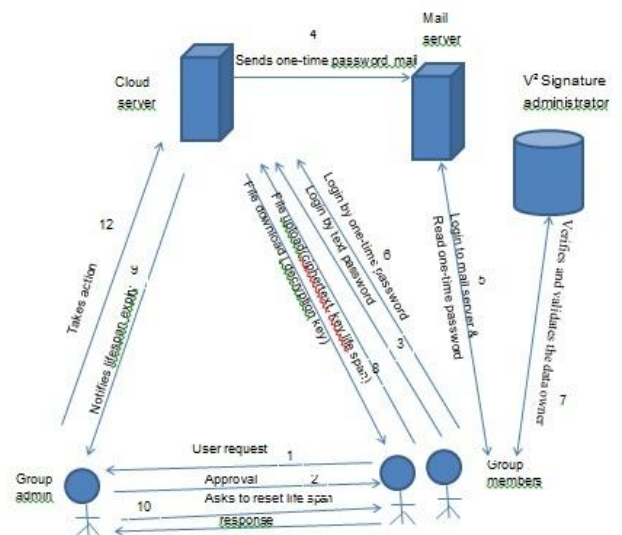 4
Mail
server
Sends one-time password mail
Cloud
server
V² Signature
administrator
12
Takes action
9
Notifies lifespan expiry
File download (decryption key)
File upload(ciphertext, key,life span)
8
Login by text password
3
Login by one-time password
6
Login to mail server &
Read one-time password
5
Verifies and validates the data owner
7
User request
1
Group
admin
Approval
2
Group
members
10
Asks to reset life span
response